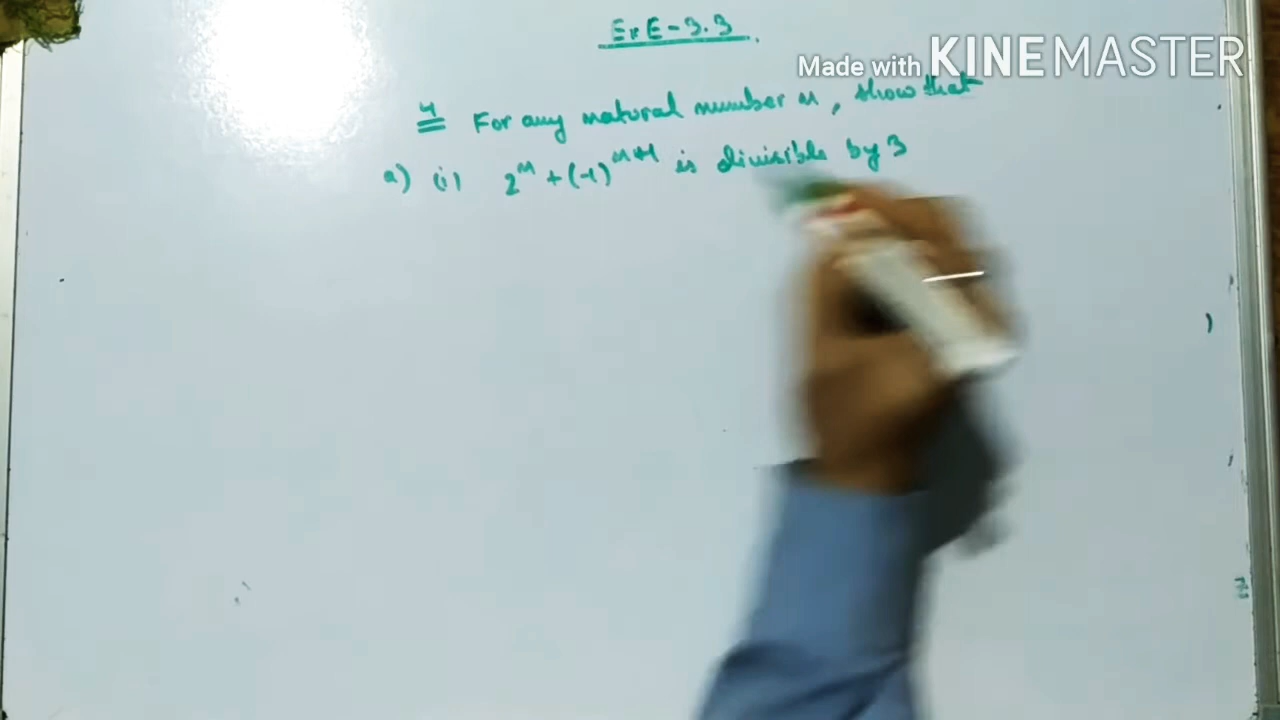 Ex E-3.3
Made with KINEMASTER
4 For any natural number n, show that
a) (i) 2^n + (-1)^{n+1} is divisible by 3